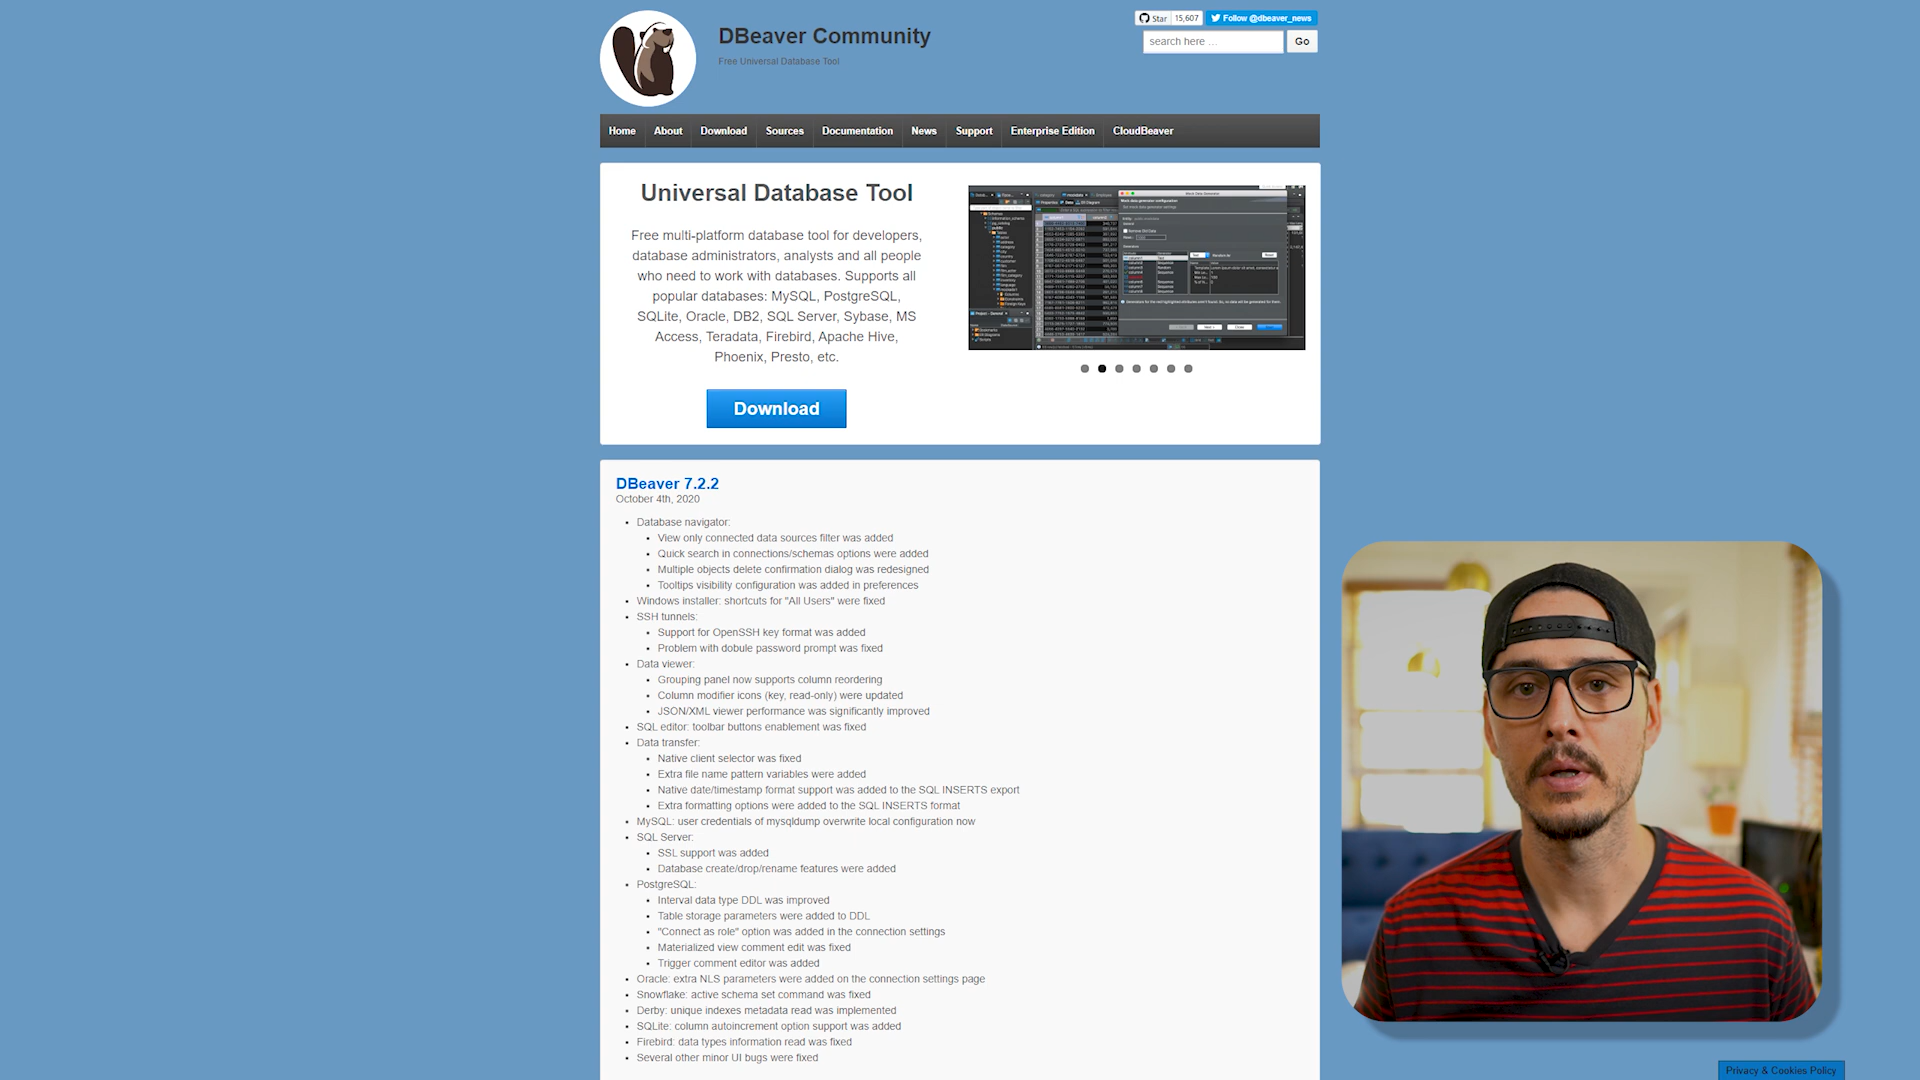 DBeaver Community
Free Universal Database Tool
Star 15,607
Follow @dbeaver_news
search here ...
Go
Home About Download Sources Documentation News Support Enterprise Edition CloudBeaver
Universal Database Tool
Free multi-platform database tool for developers,
database administrators, analysts and all people
who need to work with databases. Supports all
popular databases: MySQL, PostgreSQL,
SQLite, Oracle, DB2, SQL Server, Sybase, MS
Access, Teradata, Firebird, Apache Hive,
Phoenix, Presto, etc.
Download
DBeaver 7.2.2
October 4th, 2020
Database navigator:
View only connected data sources filter was added
Quick search in connections/schemas options were added
Multiple objects delete confirmation dialog was redesigned
Tooltips visibility configuration was added in preferences
Windows installer: shortcuts for "All Users" were fixed
SSH tunnels:
Support for OpenSSH key format was added
Problem with dobule password prompt was fixed
Data viewer:
Grouping panel now supports column reordering
Column modifier icons (key, read-only) were updated
JSON/XML viewer performance was significantly improved
SQL editor: toolbar buttons enablement was fixed
Data transfer:
Native client selector was fixed
Extra file name pattern variables were added
Native date/timestamp format support was added to the SQL INSERTS export
Extra formatting options were added to the SQL INSERTS format
MySQL: user credentials of mysqldump overwrite local configuration now
SQL Server:
SSL support was added
Database create/drop/rename features were added
PostgreSQL:
Interval data type DDL was improved
Table storage parameters were added to DDL
"Connect as role" option was added in the connection settings
Materialized view comment edit was fixed
Trigger comment editor was added
Oracle: extra NLS parameters were added on the connection settings page
Snowflake: active schema set command was fixed
Derby: unique indexes metadata read was implemented
SQLite: column autoincrement option support was added
Firebird: data types information read was fixed
Several other minor UI bugs were fixed
Privacy & Cookies Policy